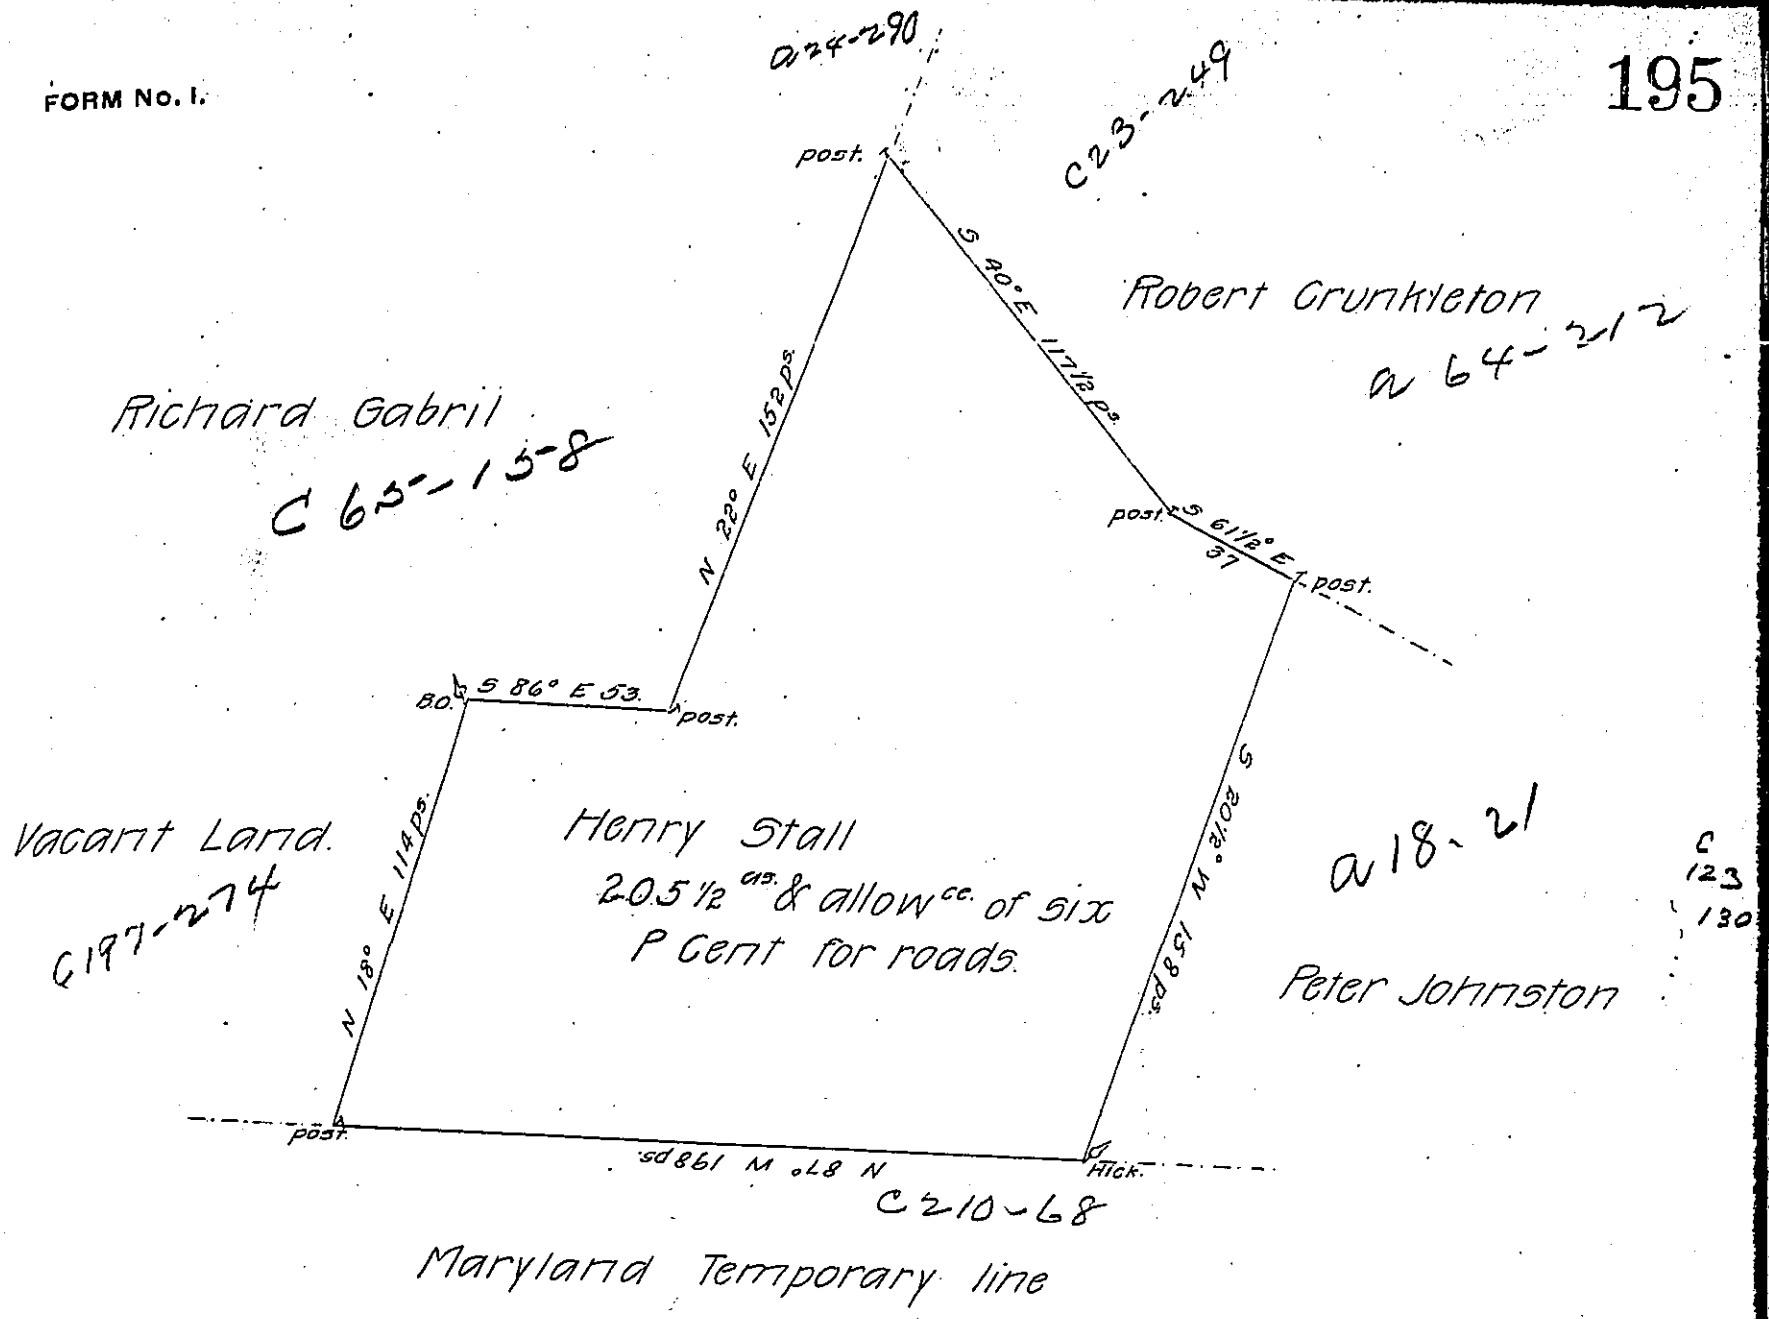 FORM No. 1.
195
a24-290
C23-249
post.
S 40° E 117½ ps.
Robert Crunkleton
a 64-212
Richard Gabril
C 65-158
N 22° E 152 ps.
post.
S 61½° E
37
post.
B.O.
S 86° E 53.
post.
Vacant Land.
C197-274
N 18° E 114 ps.
Henry Stall
205½ as. & allowce. of six
P Cent for roads.
S 20½° W 158 ps.
a18-21
C
123
130
Peter Johnston
post.
N 87° W 198 ps.
Hick.
C210-68
Maryland Temporary line